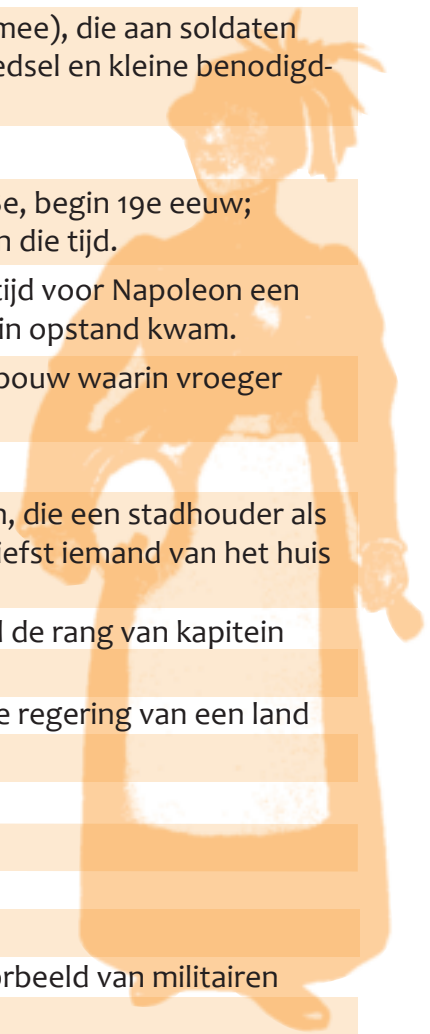 mee), die aan soldaten
edsel en kleine benodigd-
e, begin 19e eeuw;
n die tijd.
tijd voor Napoleon een
in opstand kwam.
bouw waarin vroeger
n, die een stadhouder als
iefst iemand van het huis
de rang van kapitein
e regering van een land
rbeeld van militairen